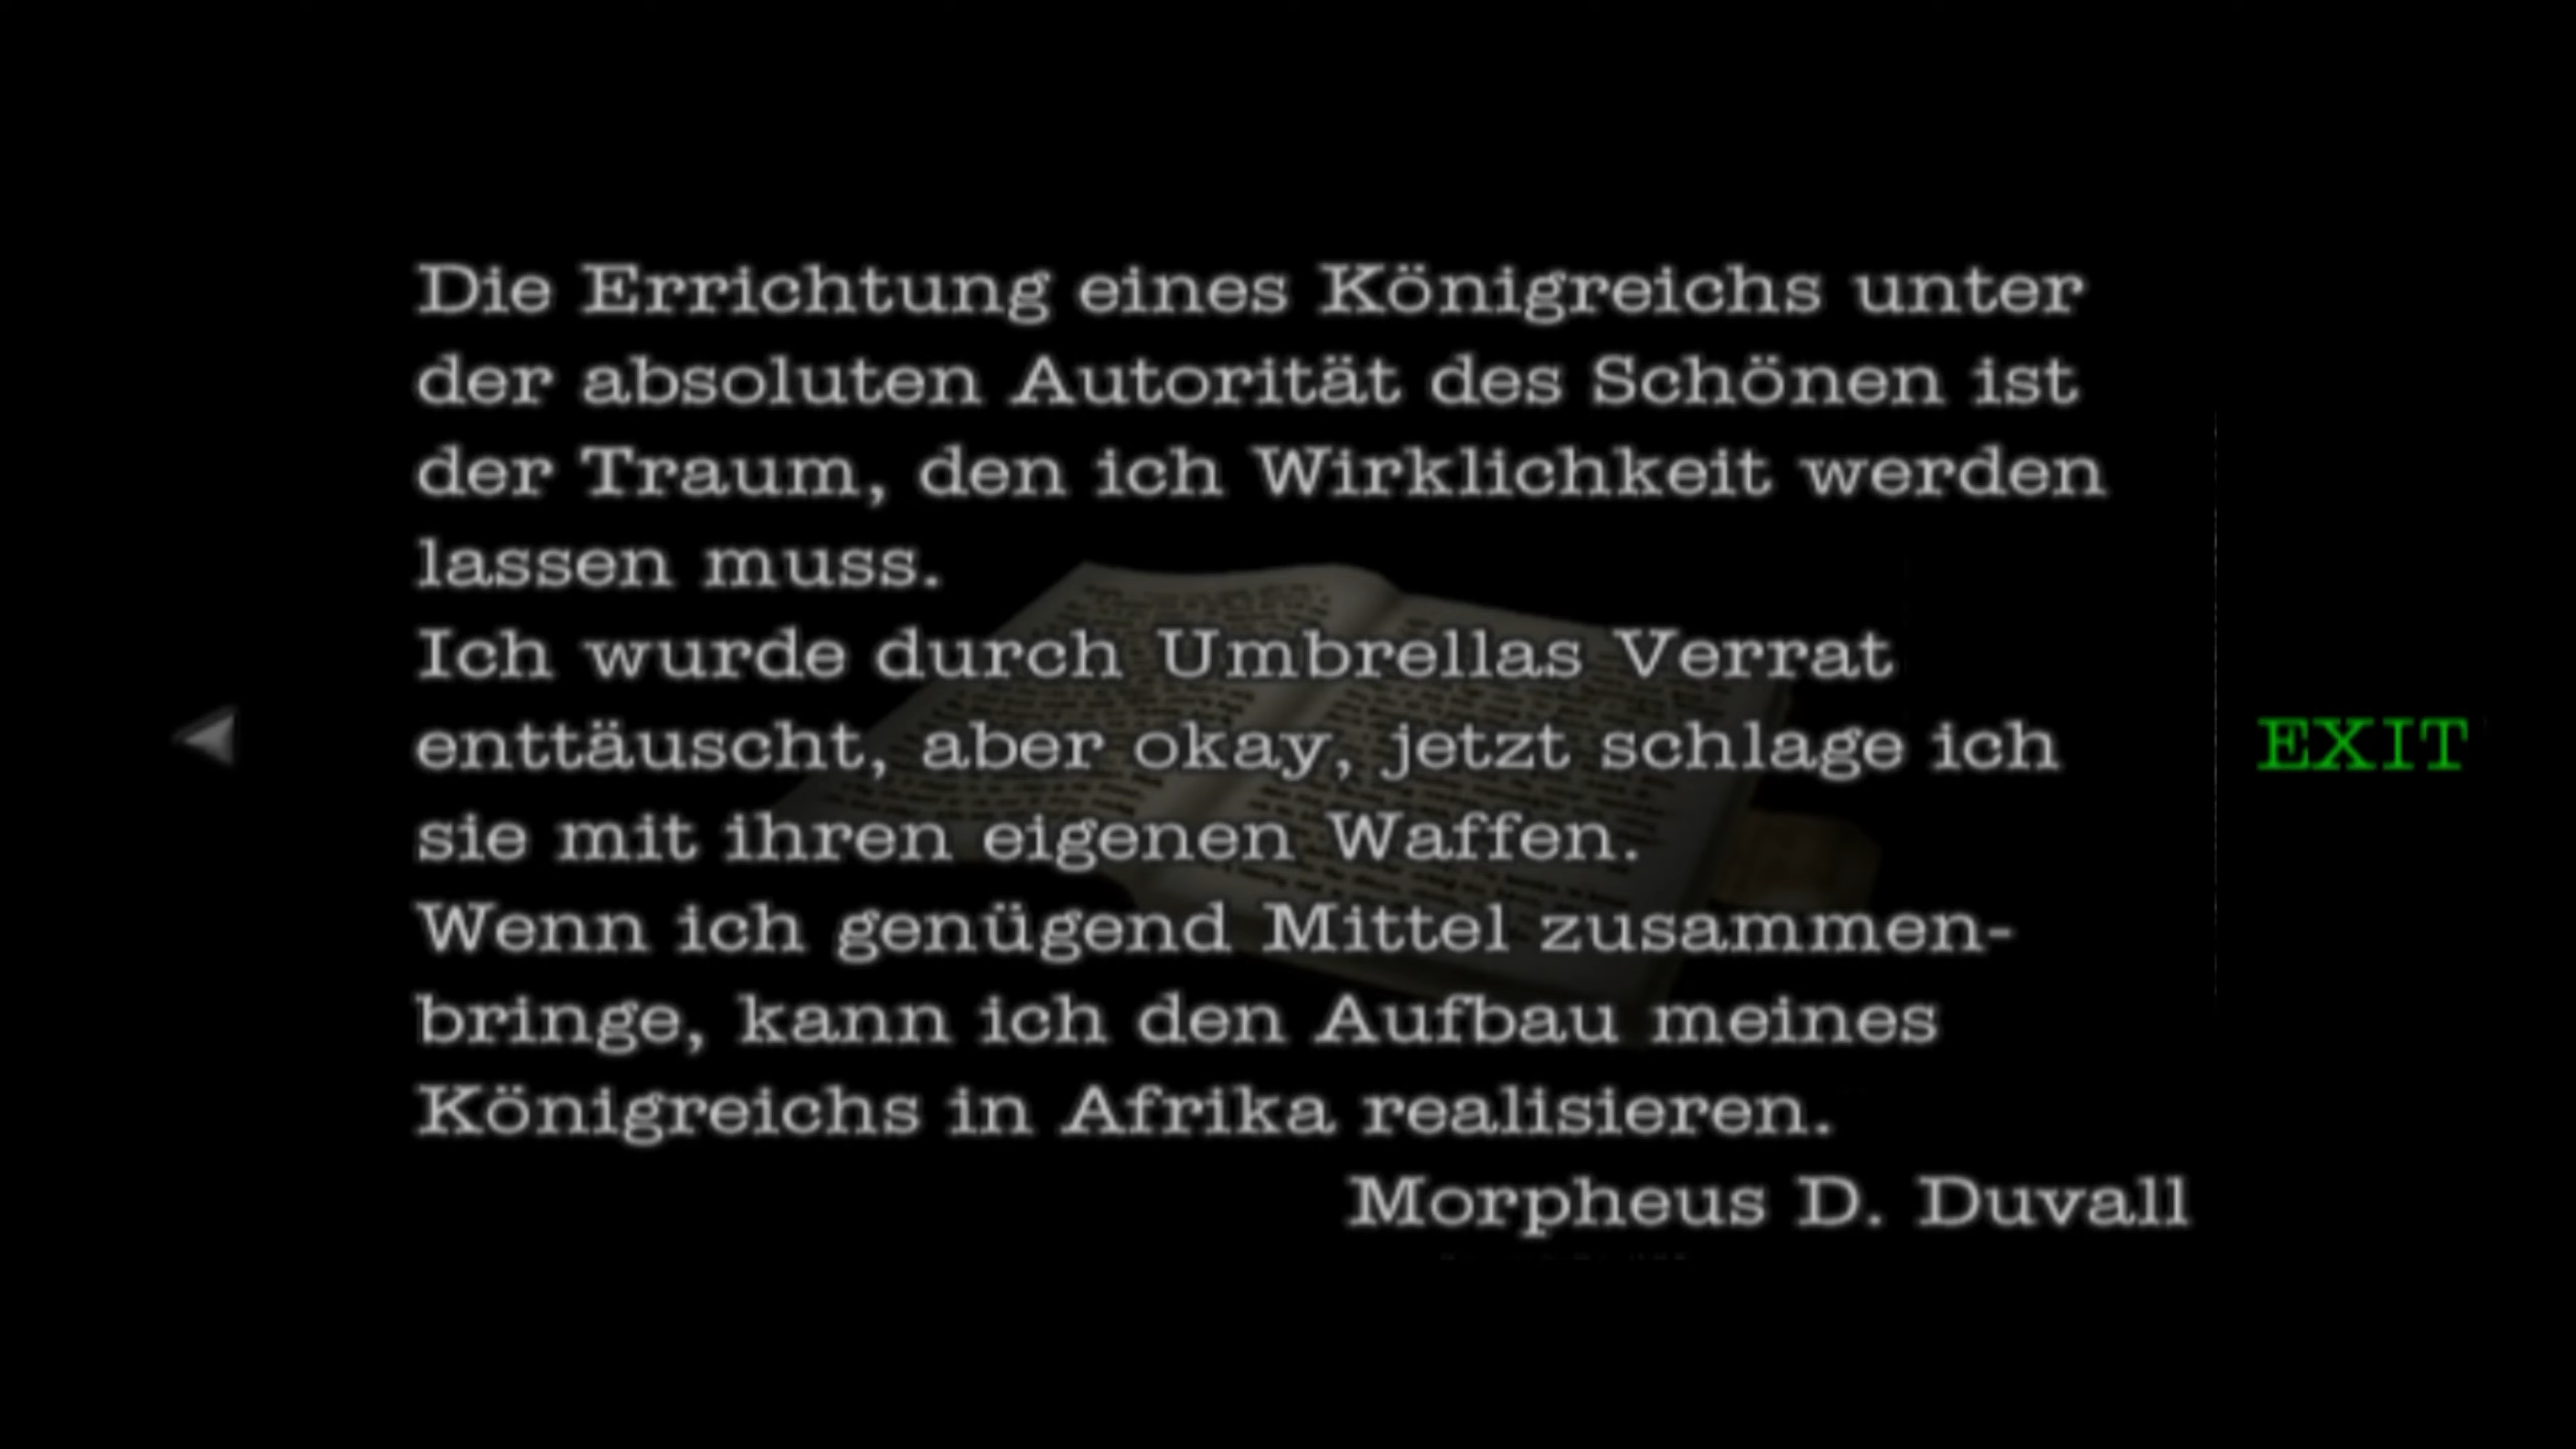 Die Errichtung eines Königreichs unter
der absoluten Autorität des Schönen ist
der Traum, den ich Wirklichkeit werden
lassen muss.
Ich wurde durch Umbrellas Verrat
enttäuscht, aber okay, jetzt schlage ich
sie mit ihren eigenen Waffen.
Wenn ich genügend Mittel zusammen-
bringe, kann ich den Aufbau meines
Königreichs in Afrika realisieren.
Morpheus D. Duvall
EXIT